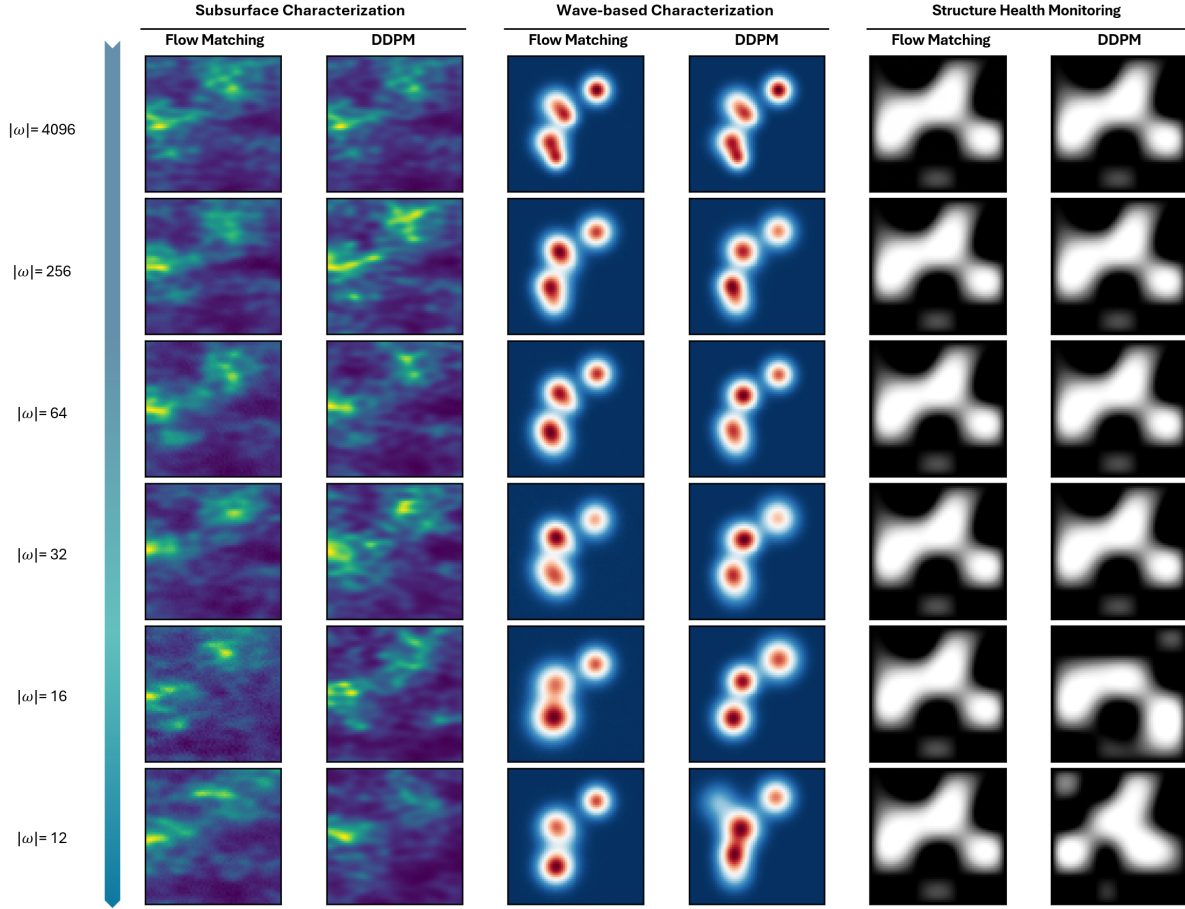 Subsurface Characterization Wave-based Characterization Structure Health Monitoring
Flow Matching DDPM Flow Matching DDPM Flow Matching DDPM
|ω|= 4096
|ω|= 256
|ω|= 64
|ω|= 32
|ω|= 16
|ω|= 12